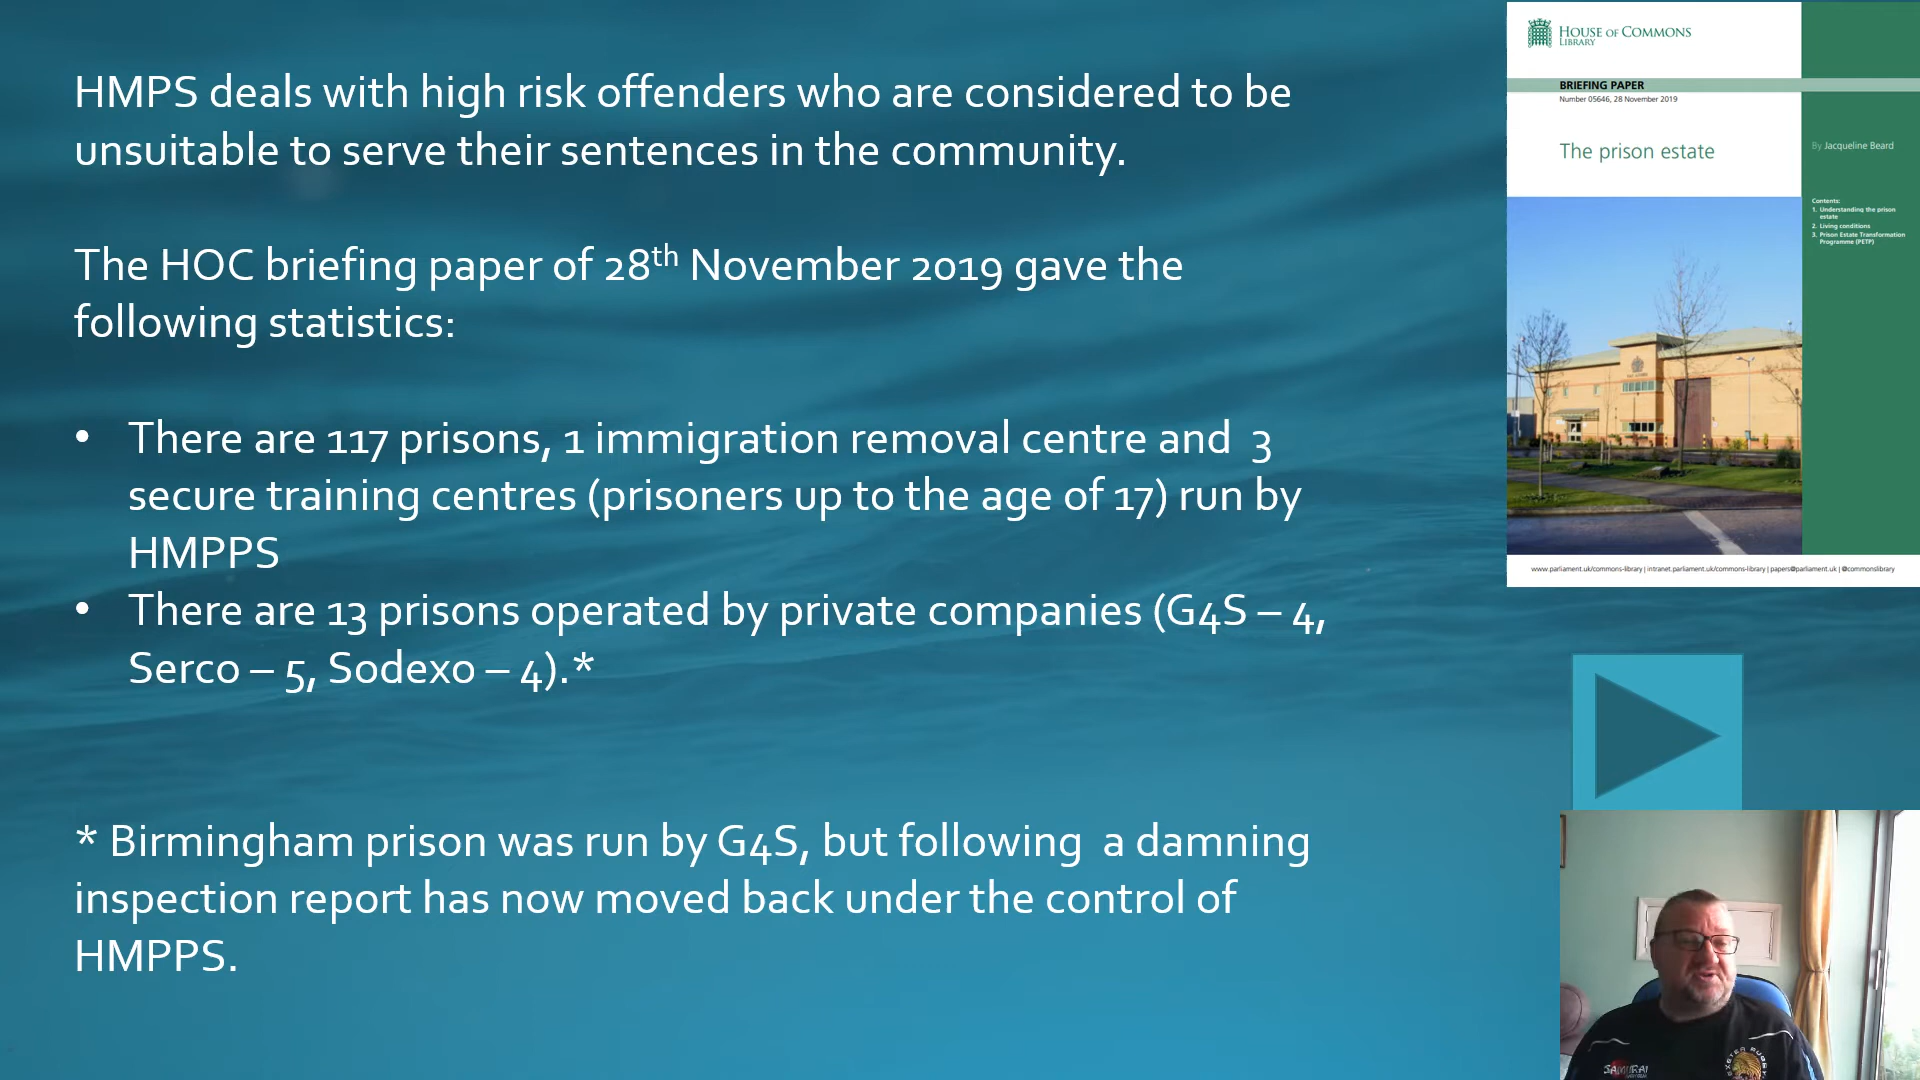 HMPS deals with high risk offenders who are considered to be
unsuitable to serve their sentences in the community.
The HOC briefing paper of 28th November 2019 gave the
following statistics:
• There are 117 prisons, 1 immigration removal centre and 3
secure training centres (prisoners up to the age of 17) run by
HMPPS
• There are 13 prisons operated by private companies (G4S – 4,
Serco – 5, Sodexo – 4).*
* Birmingham prison was run by G4S, but following a damning
inspection report has now moved back under the control of
HMPPS.
HOUSE OF COMMONS
LIBRARY
BRIEFING PAPER
Number 05646, 28 November 2019
The prison estate
By Jacqueline Beard
Contents:
1. Understanding the prison
estate
2. Living conditions
3. Prison Estate Transformation
Programme (PETP)
www.parliament.uk/commons-library | intranet.parliament.uk/commons-library | papers@parliament.uk | @commonslibrary
SAMURAI
EXETER RUGBY